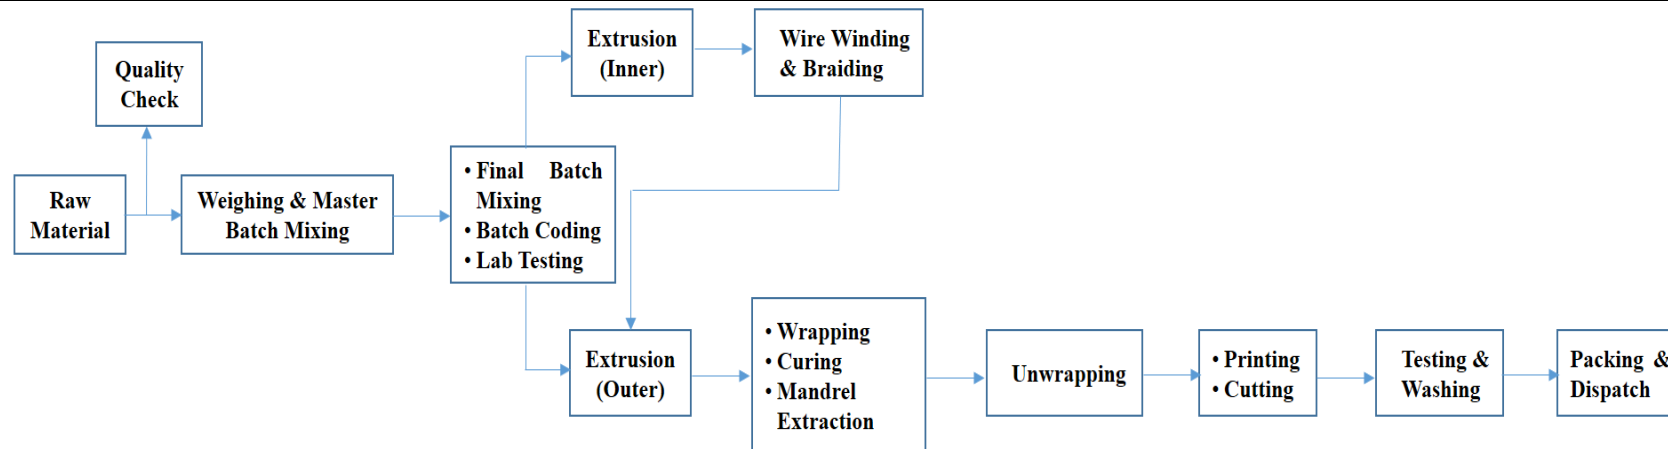 Quality
Check
Raw
Material
Weighing & Master
Batch Mixing
• Final Batch
Mixing
• Batch Coding
• Lab Testing
Extrusion
(Inner)
Wire Winding
& Braiding
Extrusion
(Outer)
• Wrapping
• Curing
• Mandrel
Extraction
Unwrapping
• Printing
• Cutting
Testing &
Washing
Packing &
Dispatch